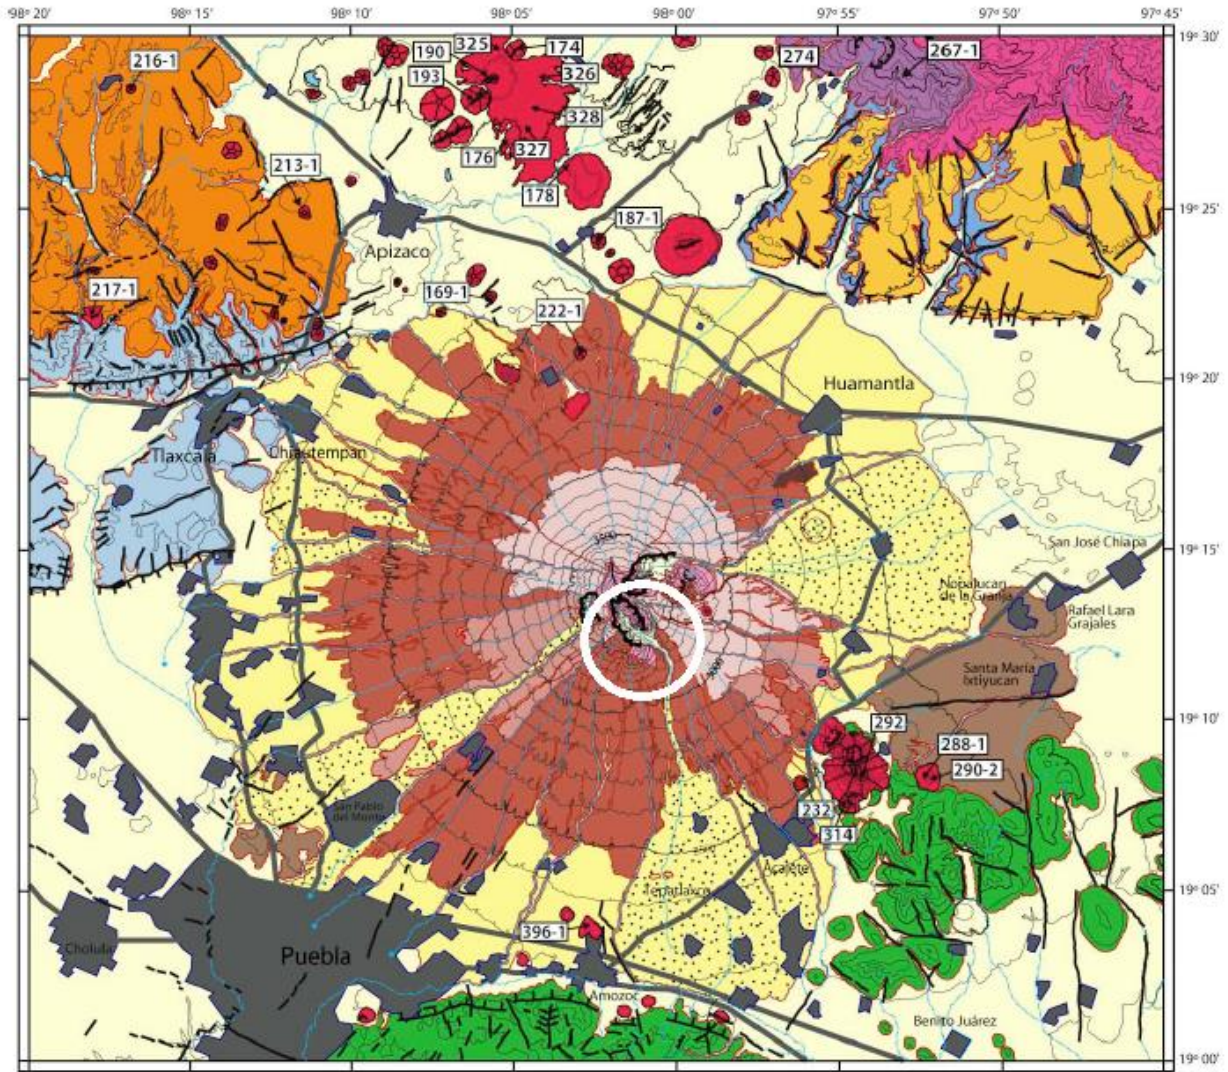 98° 20'
98° 15'
98° 10'
98° 05'
98° 00'
97° 55'
97° 50'
97° 45'
19° 30'
216-1
190
325
174
274
267-1
193
326
328
176
327
213-1
178
19° 25'
187-1
Apizaco
217-1
169-1
222-1
19° 20'
Huamantla
Tlaxcala
Chiautempan
19° 15'
San José Chiapa
Nopalucan
de la Granja
Rafael Lara
Grajales
Santa María
Ixtiyucan
3000
19° 10'
292
288-1
290-2
San Pablo
del Monte
232
314
Acajete
19° 05'
Tepatlaxco
396-1
Cholula
Puebla
Amozoc
Benito Juárez
19° 00'